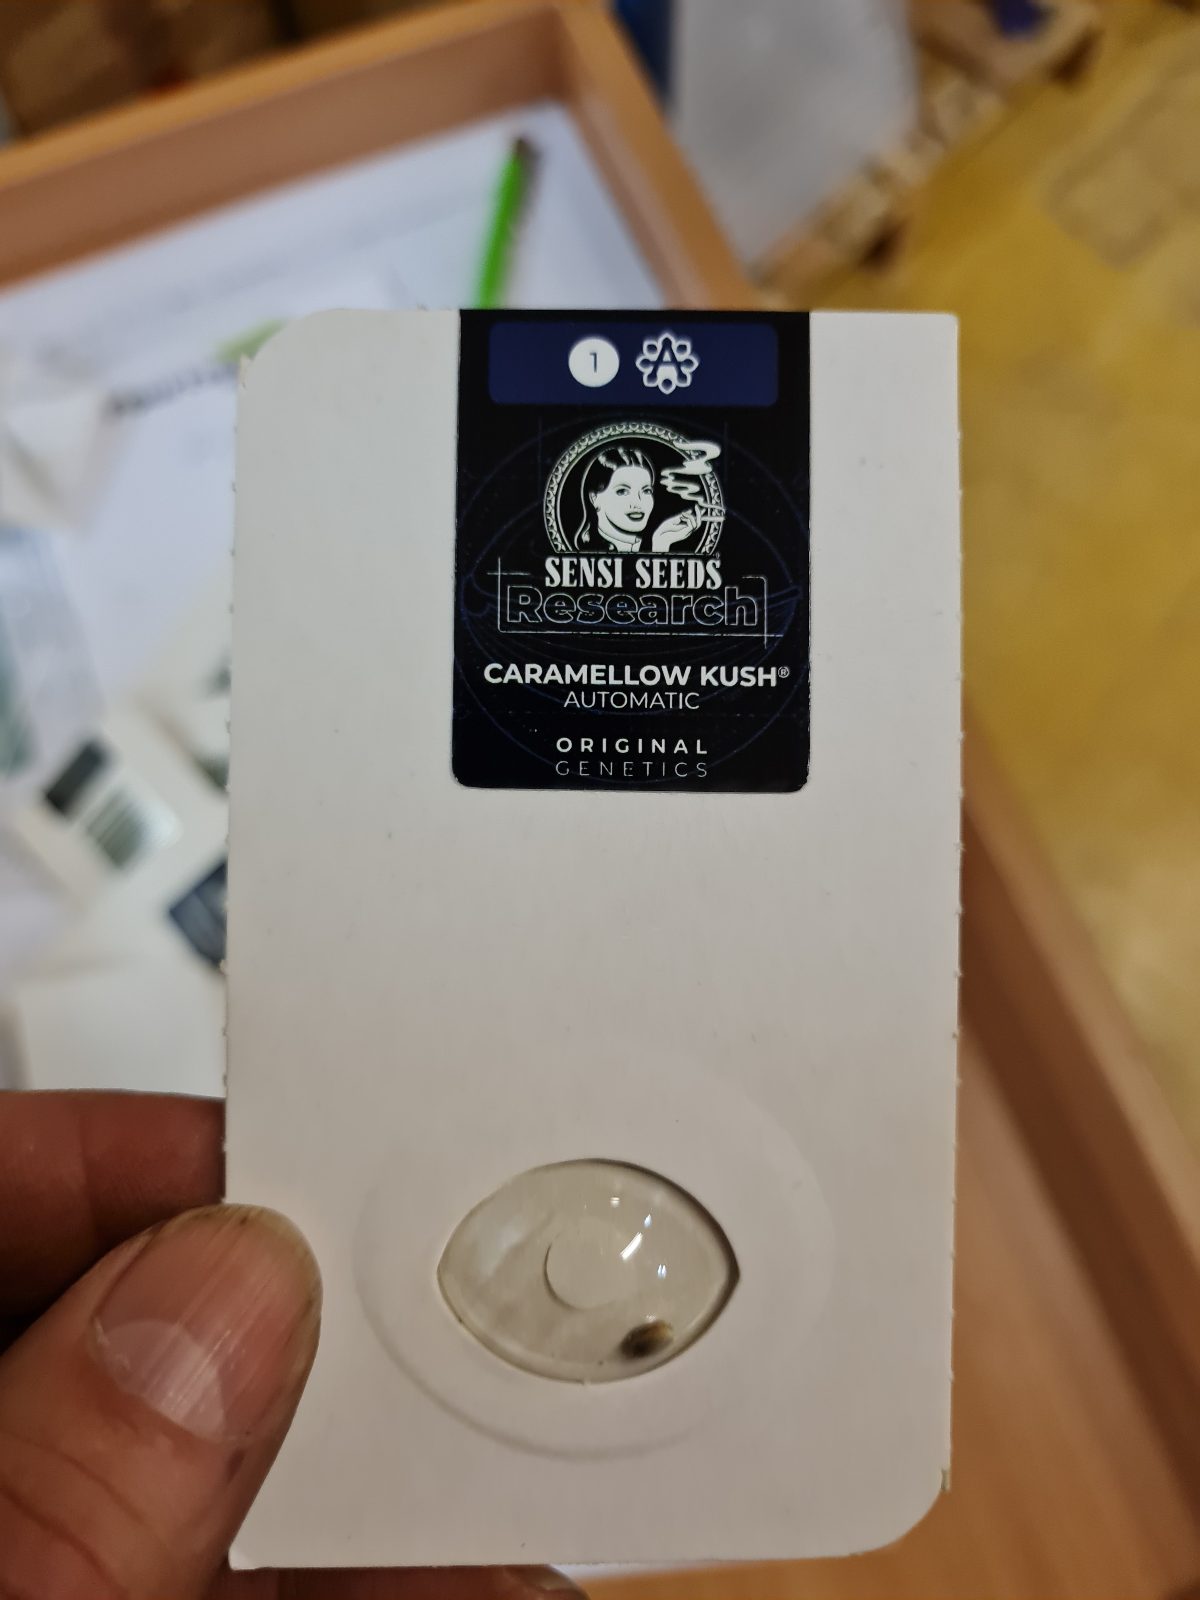 1
SENSI SEEDS
Research
CARAMELLOW KUSH®
AUTOMATIC
ORIGINAL
GENETICS